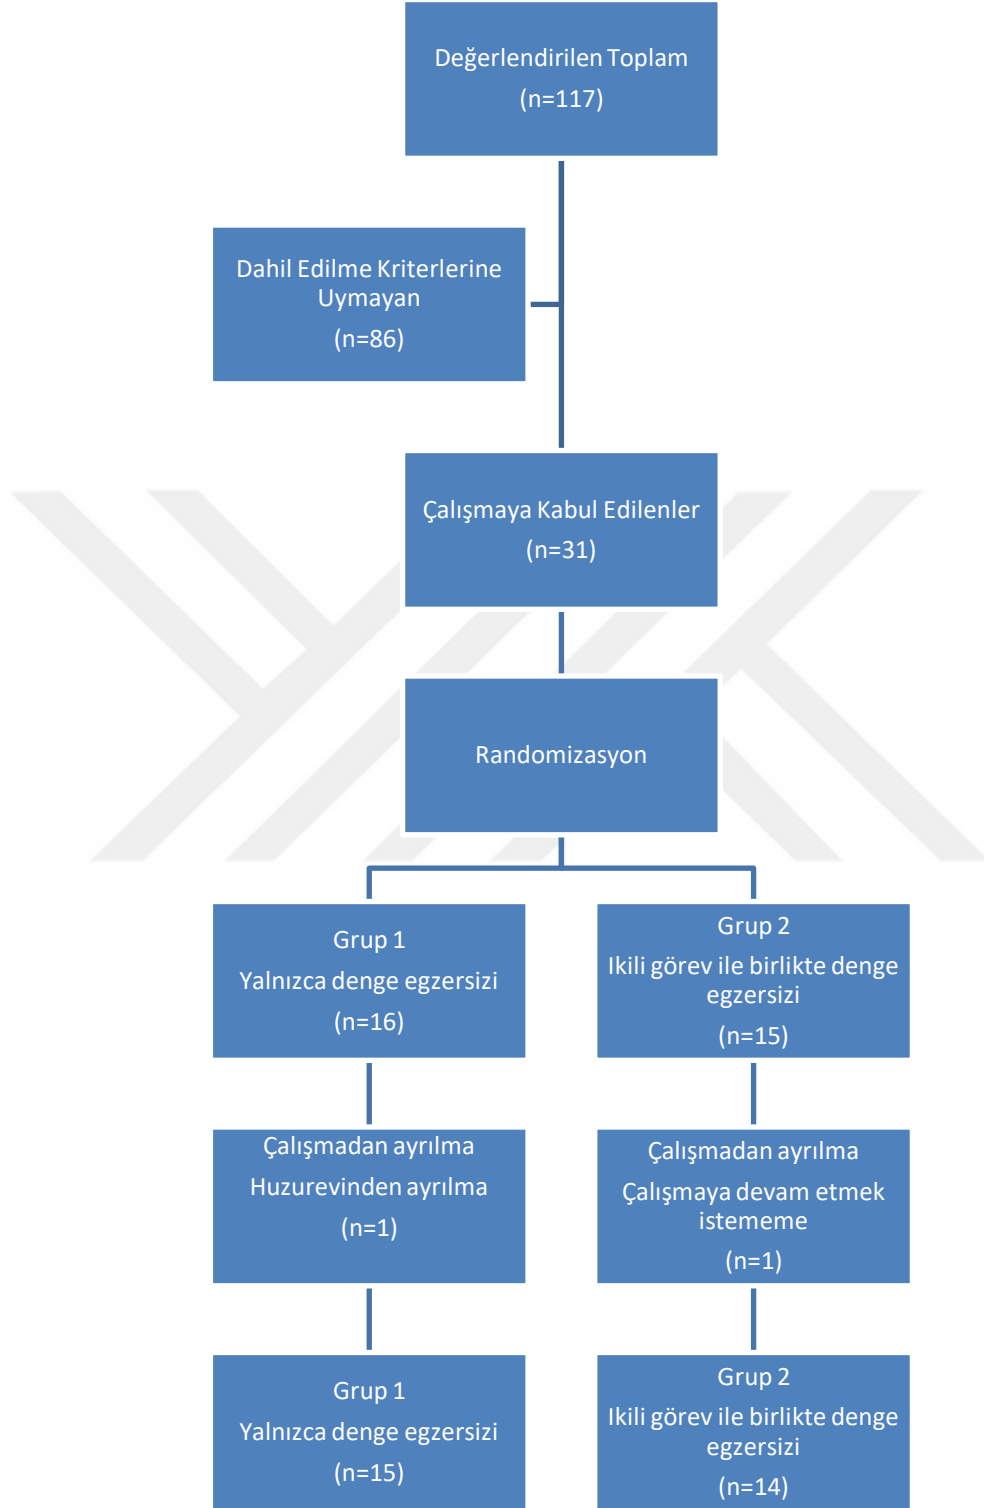 Değerlendirilen Toplam
(n=117)
Dahil Edilme Kriterlerine
Uymayan
(n=86)
Çalışmaya Kabul Edilenler
(n=31)
Randomizasyon
Grup 1
Yalnızca denge egzersizi
(n=16)
Grup 2
Ikili görev ile birlikte denge
egzersizi
(n=15)
Çalışmadan ayrılma
Huzurevinden ayrılma
(n=1)
Çalışmadan ayrılma
Çalışmaya devam etmek
istememe
(n=1)
Grup 1
Yalnızca denge egzersizi
(n=15)
Grup 2
Ikili görev ile birlikte denge
egzersizi
(n=14)